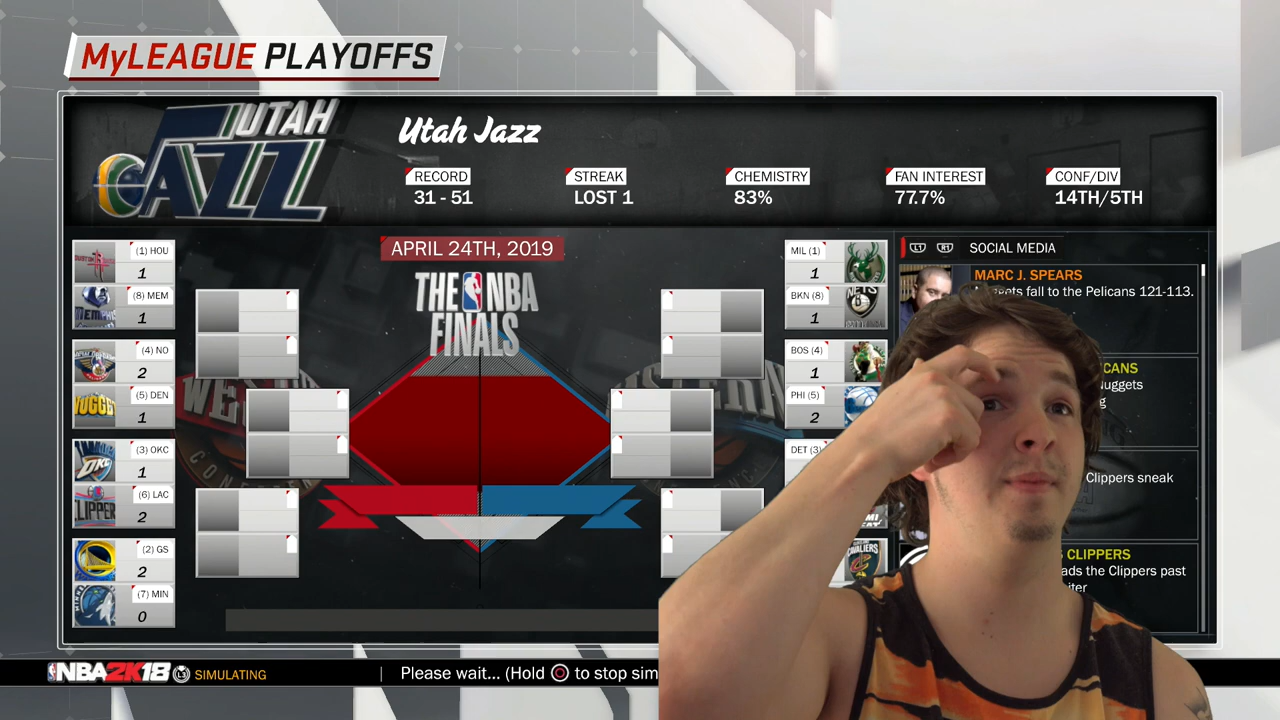 MyLEAGUE PLAYOFFS
UTAH
JAZZ
Utah Jazz
RECORD
31 - 51
STREAK
LOST 1
CHEMISTRY
83%
FAN INTEREST
77.7%
CONF/DIV
14TH/5TH
(1) HOU
1
(8) MEM
1
(4) NO
2
(5) DEN
1
(3) OKC
1
(6) LAC
2
(2) GS
2
(7) MIN
0
APRIL 24TH, 2019
THE NBA
FINALS
MIL (1)
1
BKN (8)
1
BOS (4)
1
PHI (5)
2
DET (3)
L1 R1 SOCIAL MEDIA
MARC J. SPEARS
fall to the Pelicans 121-113.
CANS
Nuggets
g
Clippers sneak
CLIPPERS
ads the Clippers past
iter
NBA2K18 SIMULATING
Please wait... (Hold to stop sim